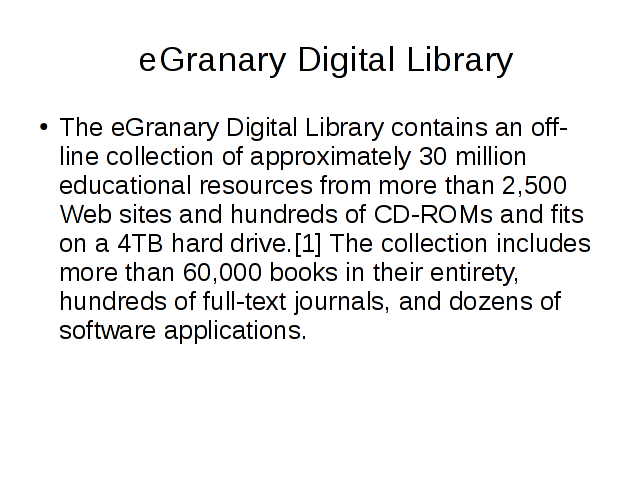 eGranary Digital Library
• The eGranary Digital Library contains an off-
line collection of approximately 30 million
educational resources from more than 2,500
Web sites and hundreds of CD-ROMs and fits
on a 4TB hard drive.[1] The collection includes
more than 60,000 books in their entirety,
hundreds of full-text journals, and dozens of
software applications.